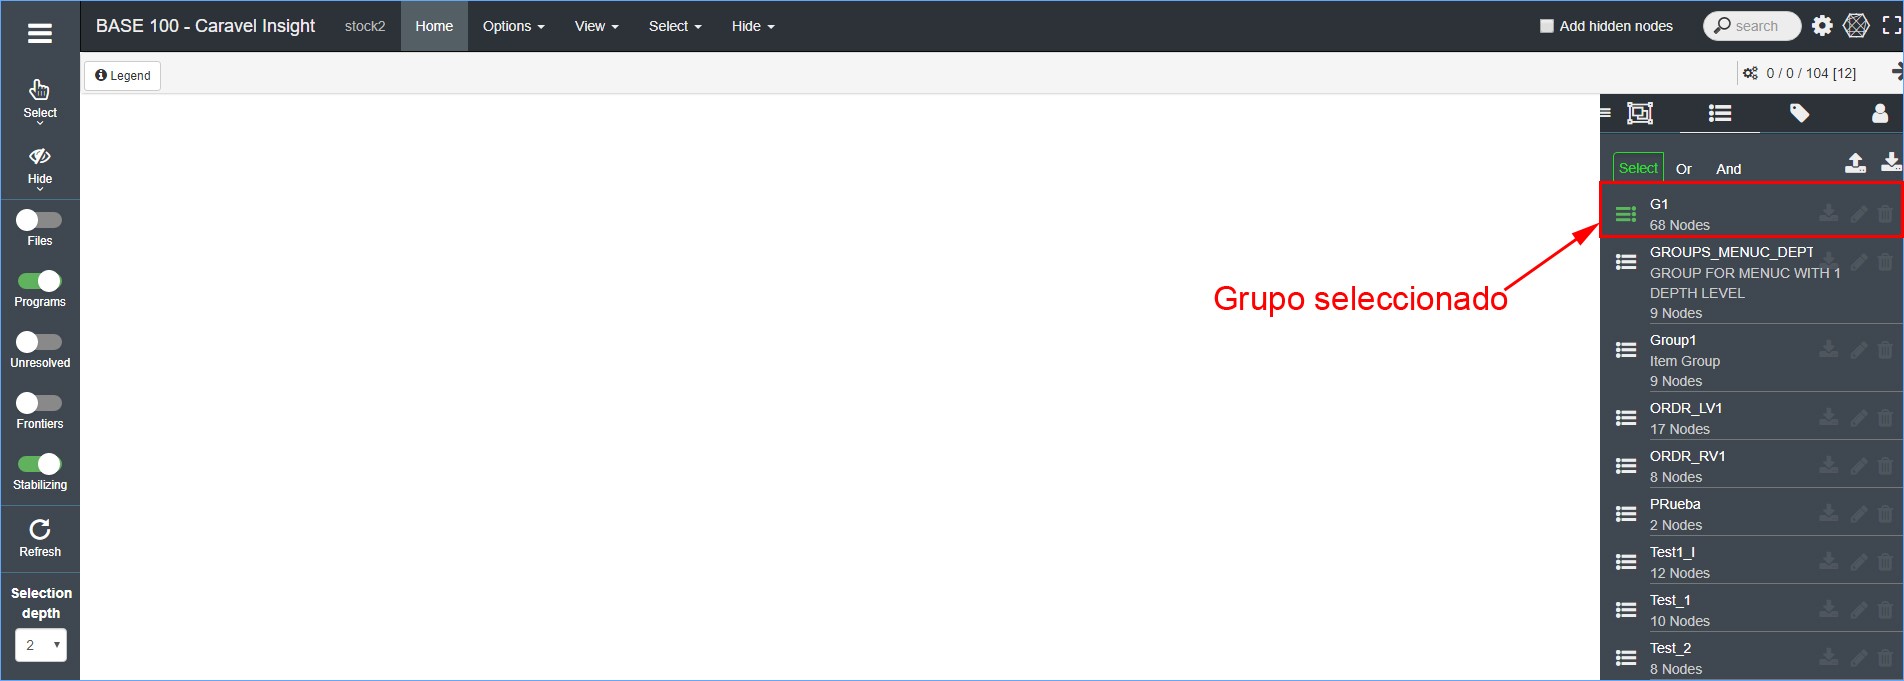 BASE 100 - Caravel Insight
stock2
Home
Options
View
Select
Hide
Add hidden nodes
search
Legend
0 / 0 / 104 [12]
Select
Hide
Files
Programs
Unresolved
Frontiers
Stabilizing
Refresh
Selection
depth
2
Grupo seleccionado
Select
Or
And
G1
68 Nodes
GROUPS_MENUC_DEPT
GROUP FOR MENUC WITH 1
DEPTH LEVEL
9 Nodes
Group1
Item Group
9 Nodes
ORDR_LV1
17 Nodes
ORDR_RV1
8 Nodes
PRueba
2 Nodes
Test1_I
12 Nodes
Test_1
10 Nodes
Test_2
8 Nodes